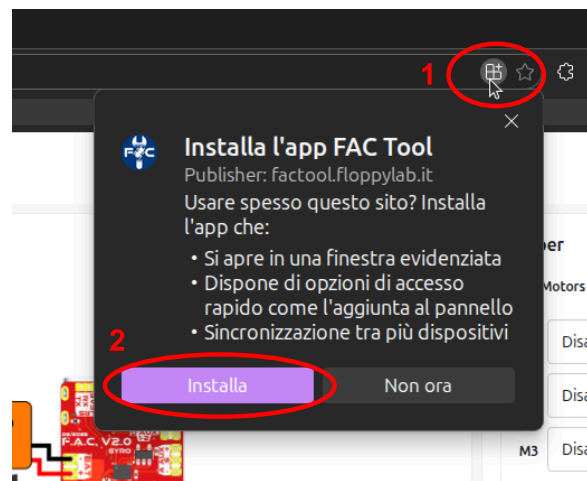 1
Installa l'app FAC Tool
Publisher: factool.floppylab.it
Usare spesso questo sito? Installa
l'app che:
• Si apre in una finestra evidenziata
• Dispone di opzioni di accesso
rapido come l'aggiunta al pannello
• Sincronizzazione tra più dispositivi
2
Installa
Non ora
Motors
Disa
Disa
M3
Disa
F.A.C. V2.0
GYRO
BAT